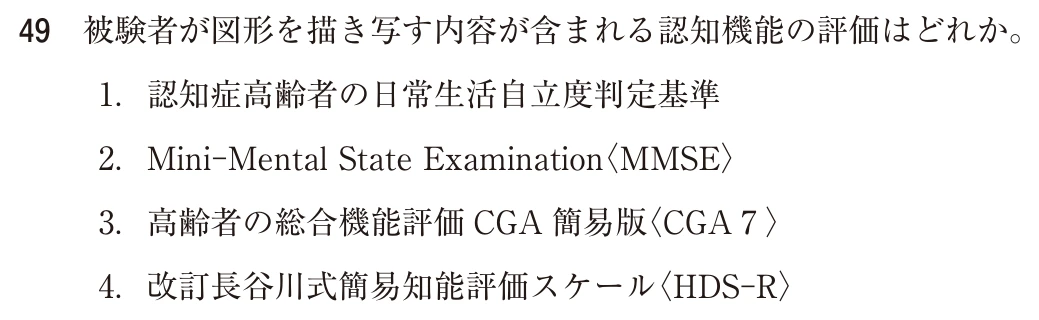 49 被験者が図形を描き写す内容が含まれる認知機能の評価はどれか。
1. 認知症高齢者の日常生活自立度判定基準
2. Mini-Mental State Examination〈MMSE〉
3. 高齢者の総合機能評価 CGA 簡易版〈CGA 7 〉
4. 改訂長谷川式簡易知能評価スケール〈HDS-R〉